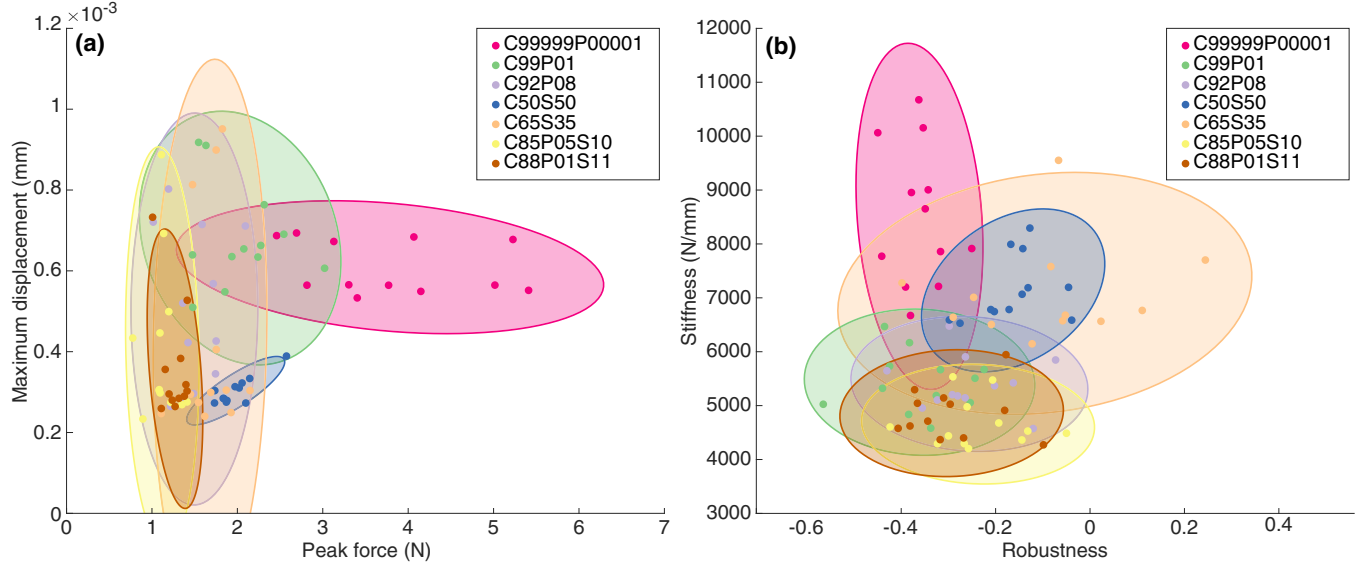 1.2 ×10⁻³
(a)
C99999P00001
C99P01
C92P08
C50S50
C65S35
C85P05S10
C88P01S11
1
0.8
0.6
0.4
0.2
0
Maximum displacement (mm)
0 1 2 3 4 5 6 7
Peak force (N)
12000
(b)
C99999P00001
C99P01
C92P08
C50S50
C65S35
C85P05S10
C88P01S11
11000
10000
9000
8000
7000
6000
5000
4000
3000
Stiffness (N/mm)
-0.6 -0.4 -0.2 0 0.2 0.4
Robustness